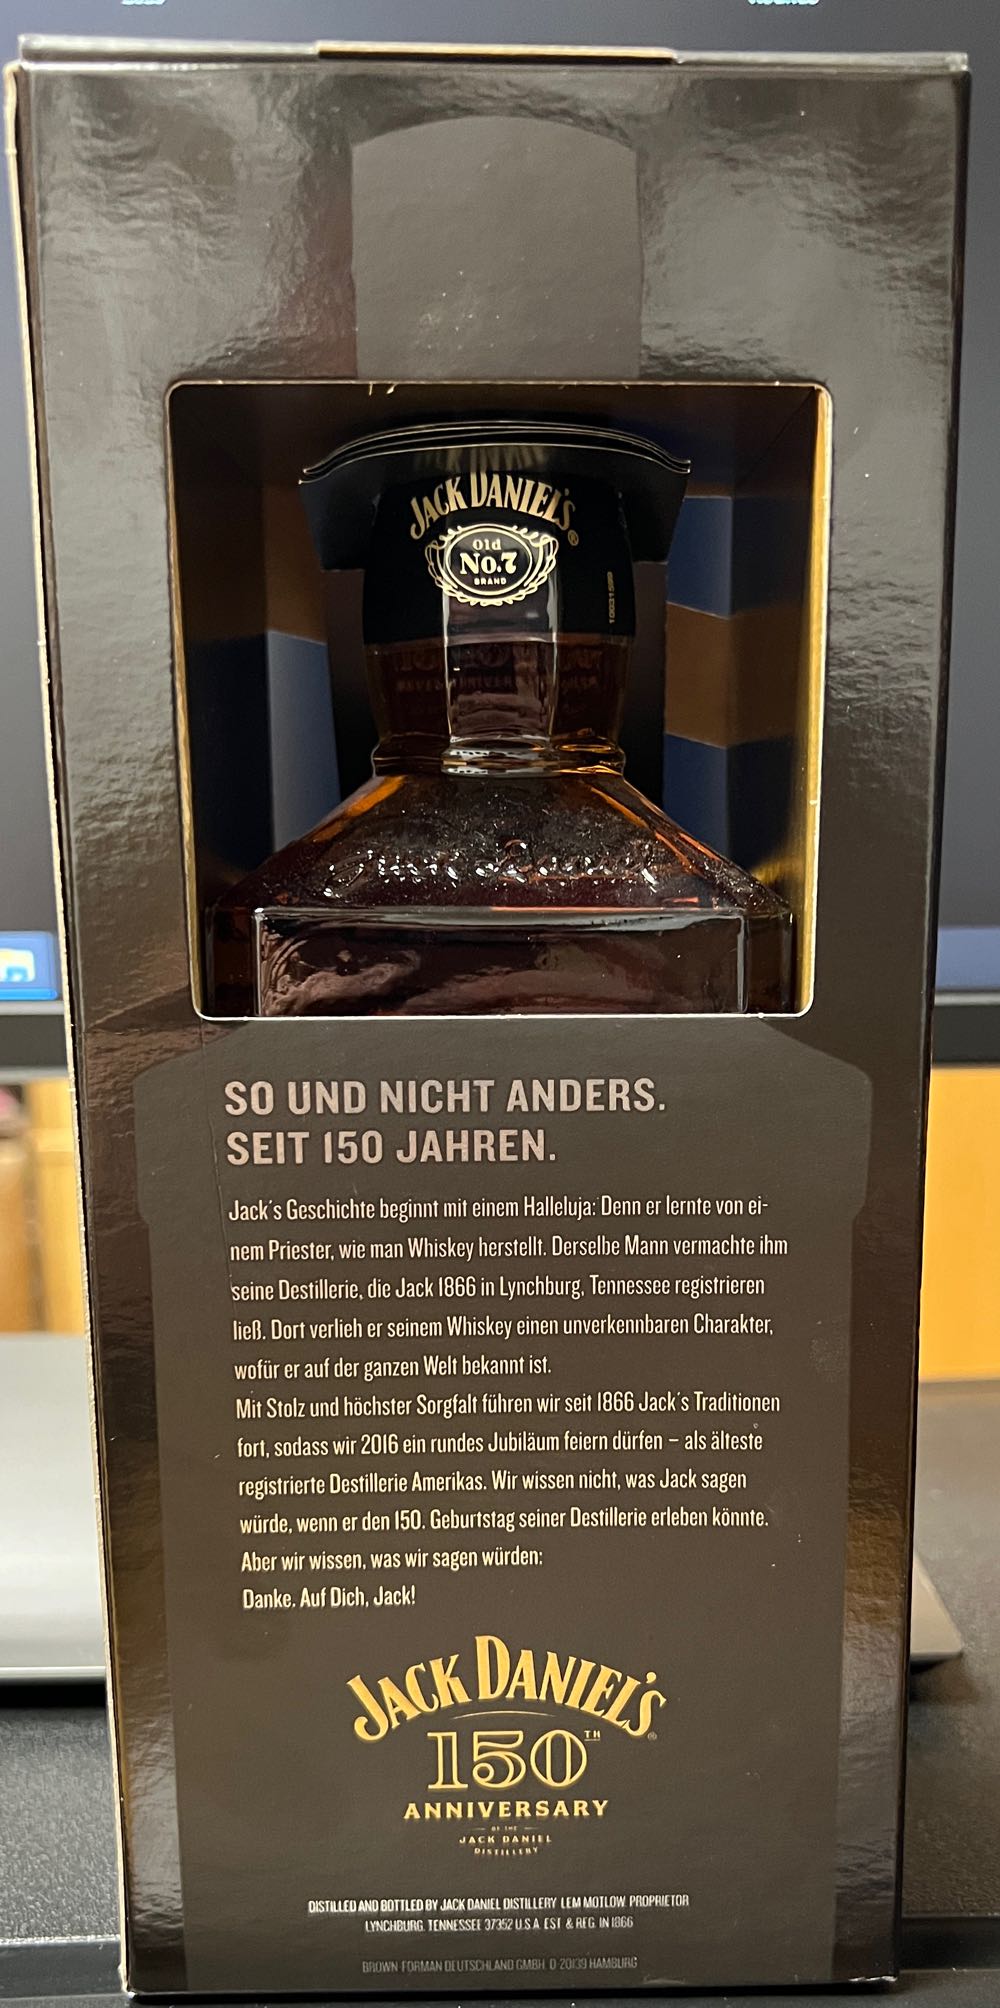 JACK DANIEL'S®
Old
No.7
BRAND
10031599
SO UND NICHT ANDERS.
SEIT 150 JAHREN.
Jack's Geschichte beginnt mit einem Halleluja: Denn er lernte von ei-
nem Priester, wie man Whiskey herstellt. Derselbe Mann vermachte ihm
seine Destillerie, die Jack 1866 in Lynchburg, Tennessee registrieren
ließ. Dort verlieh er seinem Whiskey einen unverkennbaren Charakter,
wofür er auf der ganzen Welt bekannt ist.
Mit Stolz und höchster Sorgfalt führen wir seit 1866 Jack's Traditionen
fort, sodass wir 2016 ein rundes Jubiläum feiern dürfen – als älteste
registrierte Destillerie Amerikas. Wir wissen nicht, was Jack sagen
würde, wenn er den 150. Geburtstag seiner Destillerie erleben könnte.
Aber wir wissen, was wir sagen würden:
Danke. Auf Dich, Jack!
JACK DANIEL'S®
150TH
ANNIVERSARY
OF THE
JACK DANIEL
DISTILLERY
DISTILLED AND BOTTLED BY JACK DANIEL DISTILLERY LEM MOTLOW PROPRIETOR
LYNCHBURG, TENNESSEE 37352 U.S.A EST & REG. IN 1866
BROWN-FORMAN DEUTSCHLAND GMBH D 20139 HAMBURG